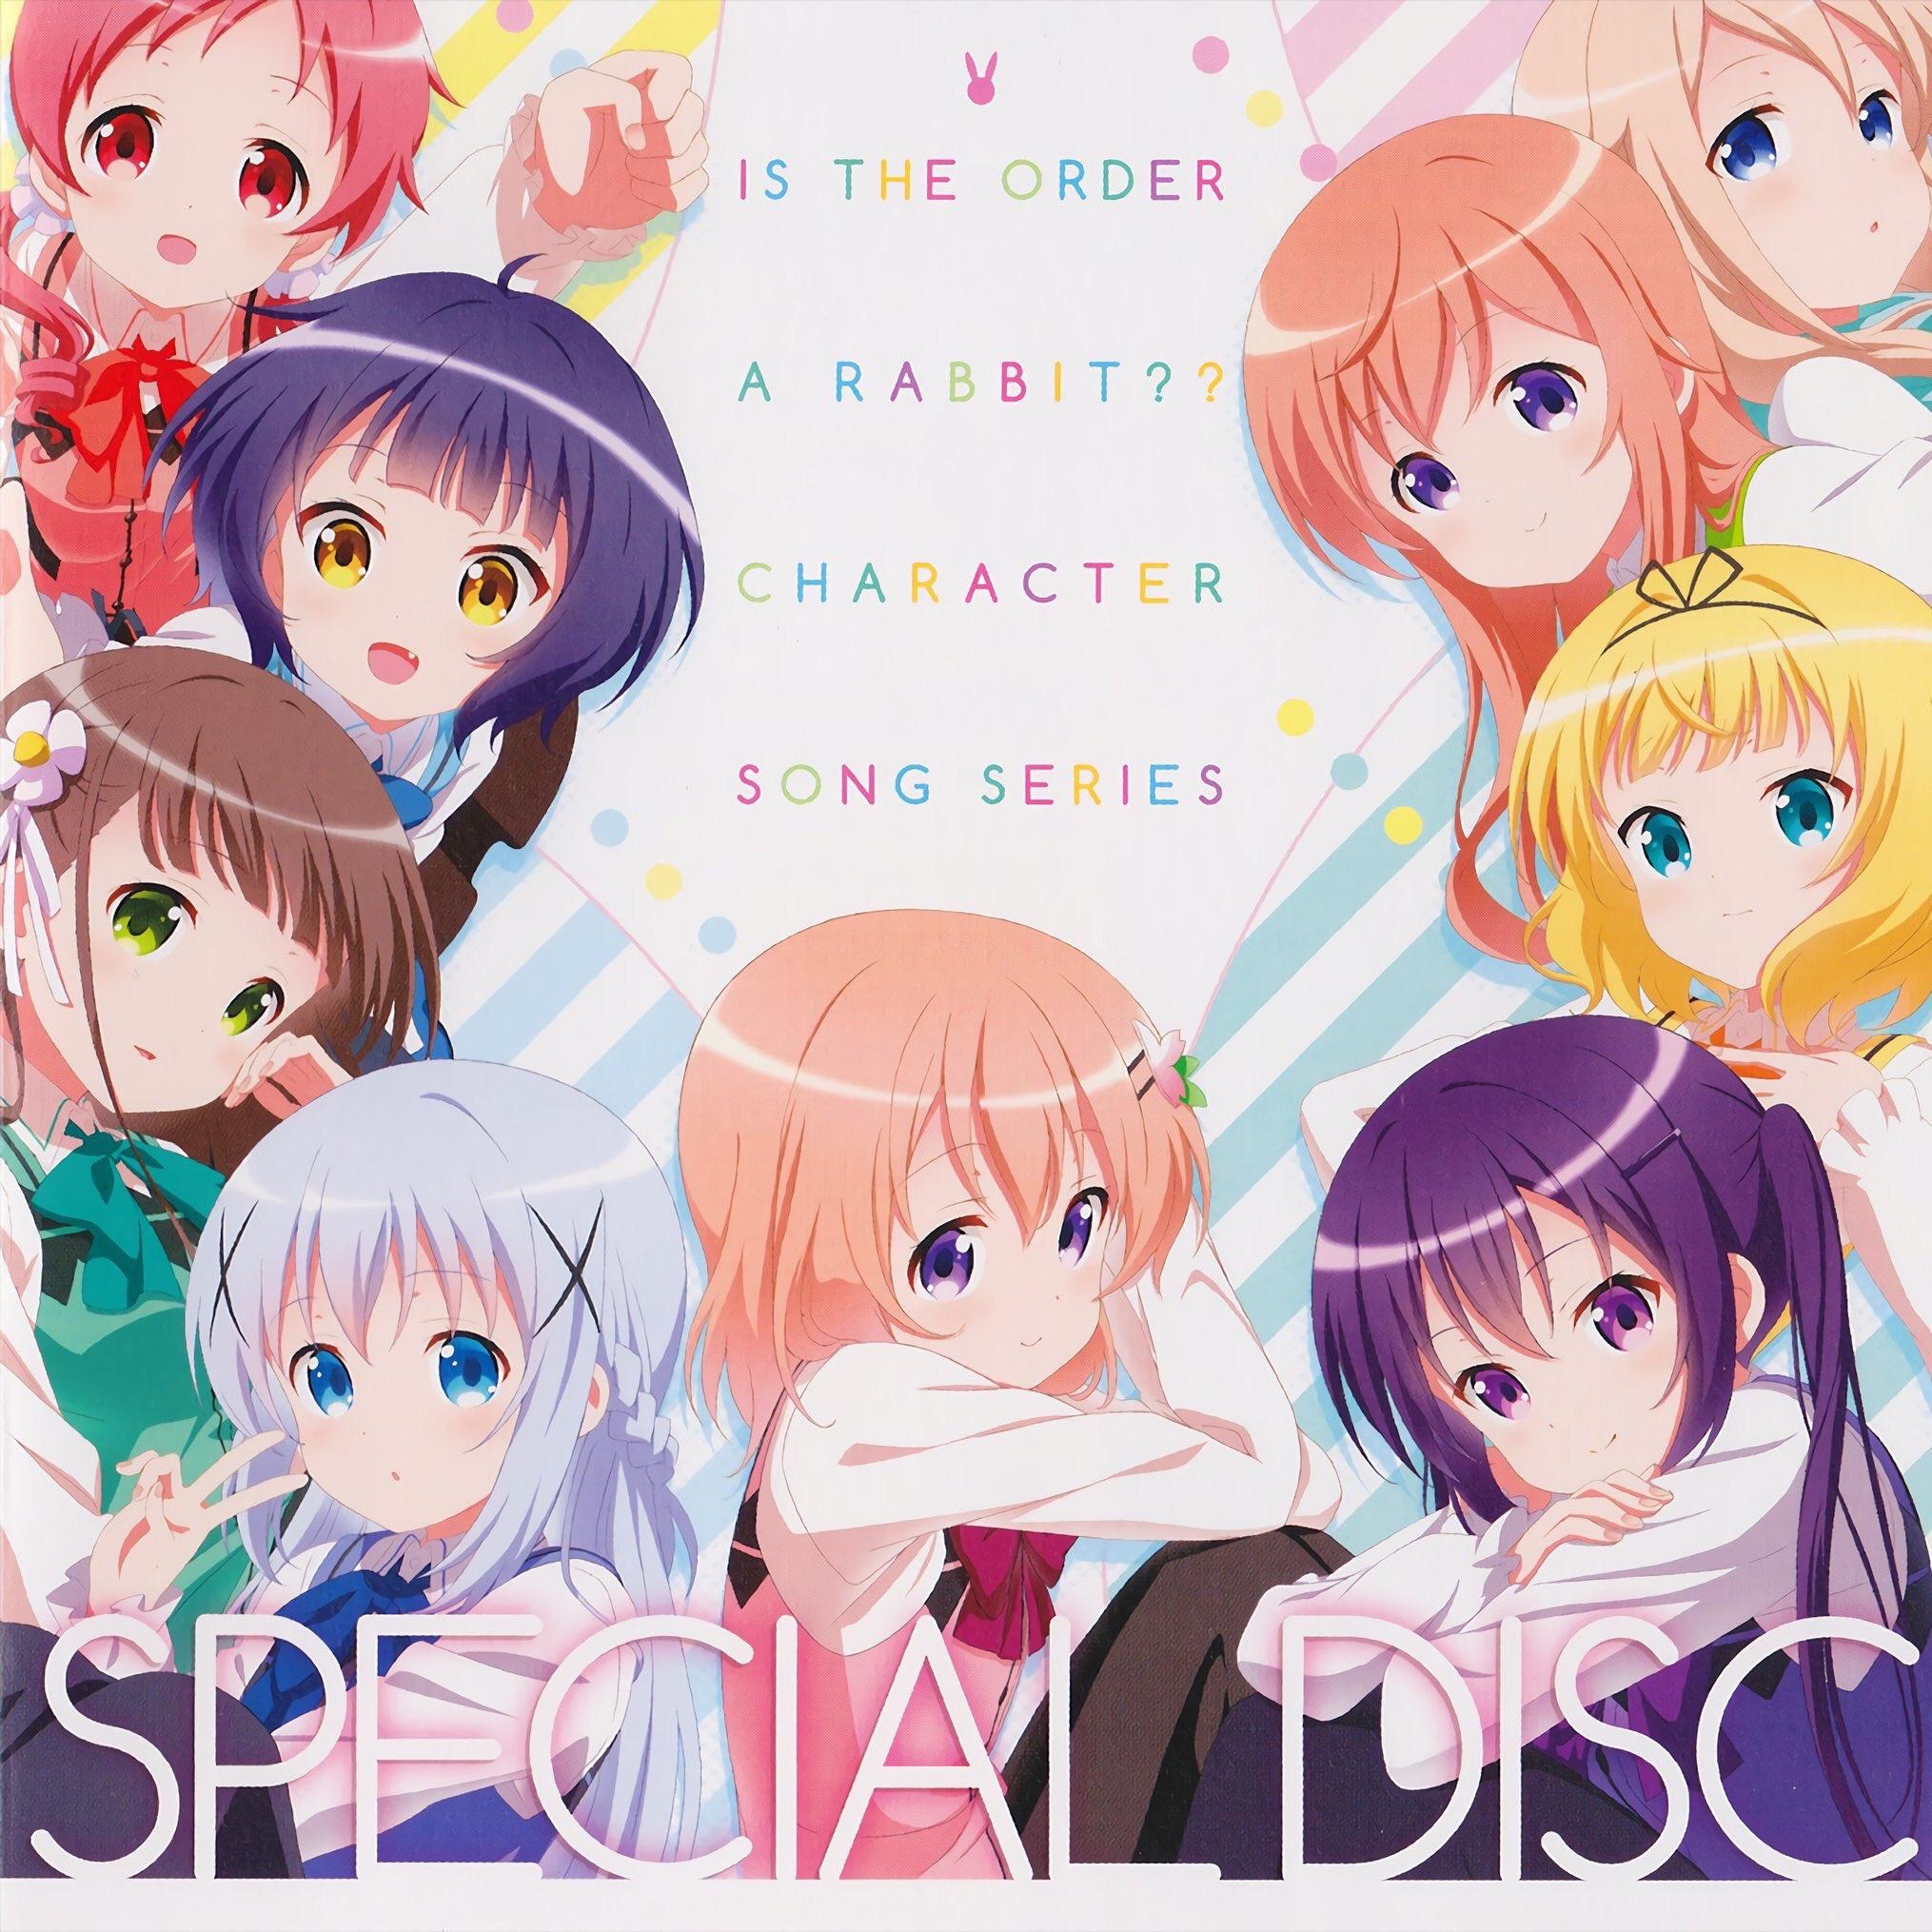 IS THE ORDER
A RABBIT??
CHARACTER
SONG SERIES
SPECIAL DISC